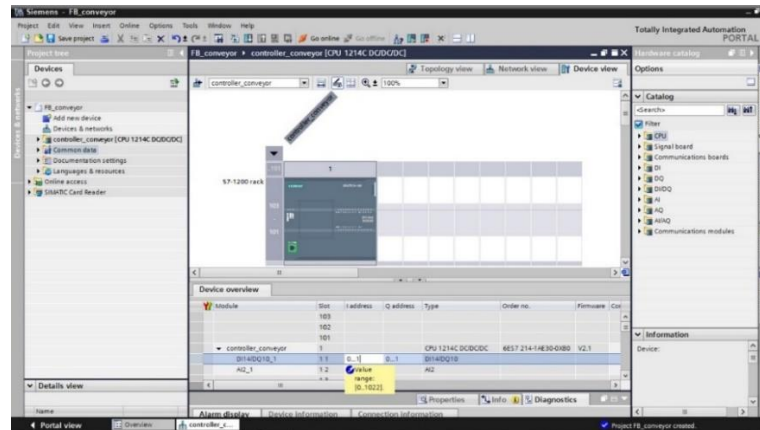 Siemens - FB_conveyor
Project Edit View Insert Online Options Tools Window Help
Save project Go online Go offline
Totally Integrated Automation
PORTAL
Project tree
FB_conveyor controller_conveyor [CPU 1214C DC/DC/DC]
Hardware catalog
Devices
Topology view Network view Device view
Options
controller_conveyor 100%
FB_conveyor
Add new device
Devices & networks
controller_conveyor [CPU 1214C DC/DC/DC]
Common data
Documentation settings
Languages & resources
Online access
SIMATIC Card Reader
Devices & networks
controller_conveyor
103 1
S7-1200 rack
101
Catalog
<Search>
Filter
CPU
Signal board
Communications boards
DI
DQ
DI/DQ
AI
AQ
AI/AQ
Communications modules
Device overview
Module Slot I address Q address Type Order no. Firmware
103
102
101
controller_conveyor 1 CPU 1214C DC/DC/DC 6ES7 214-1AE30-0XB0 V2.1
DI14/DQ10_1 1 1 0...1 0...1 DI14/DQ10
AI2_1 1 2 AI2
Value
range:
[0..1022].
Information
Device:
Details view
Name
Properties Info Diagnostics
Alarm display Device information Connection information
Portal view Overview controller_c...
Project FB_conveyor created.